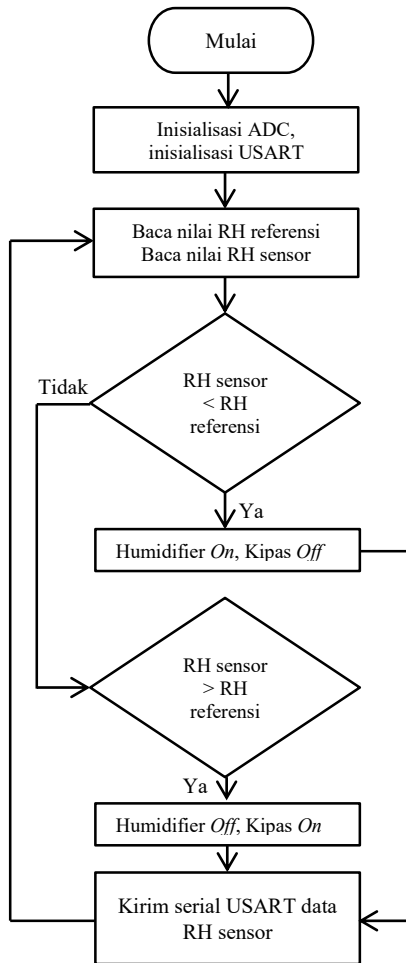 Mulai
Inisialisasi ADC,
inisialisasi USART
Baca nilai RH referensi
Baca nilai RH sensor
Tidak
RH sensor
< RH
referensi
Ya
Humidifier On, Kipas Off
RH sensor
> RH
referensi
Ya
Humidifier Off, Kipas On
Kirim serial USART data
RH sensor